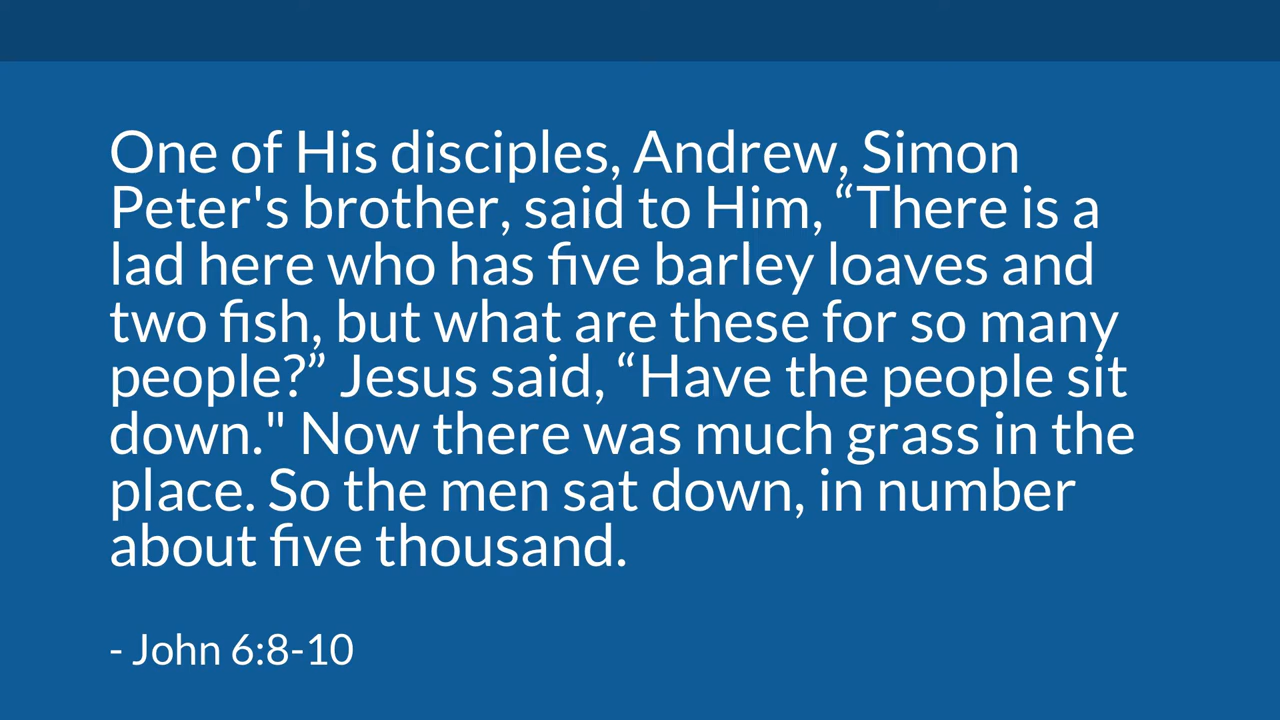 One of His disciples, Andrew, Simon
Peter's brother, said to Him, “There is a
lad here who has five barley loaves and
two fish, but what are these for so many
people?” Jesus said, “Have the people sit
down." Now there was much grass in the
place. So the men sat down, in number
about five thousand.
- John 6:8-10